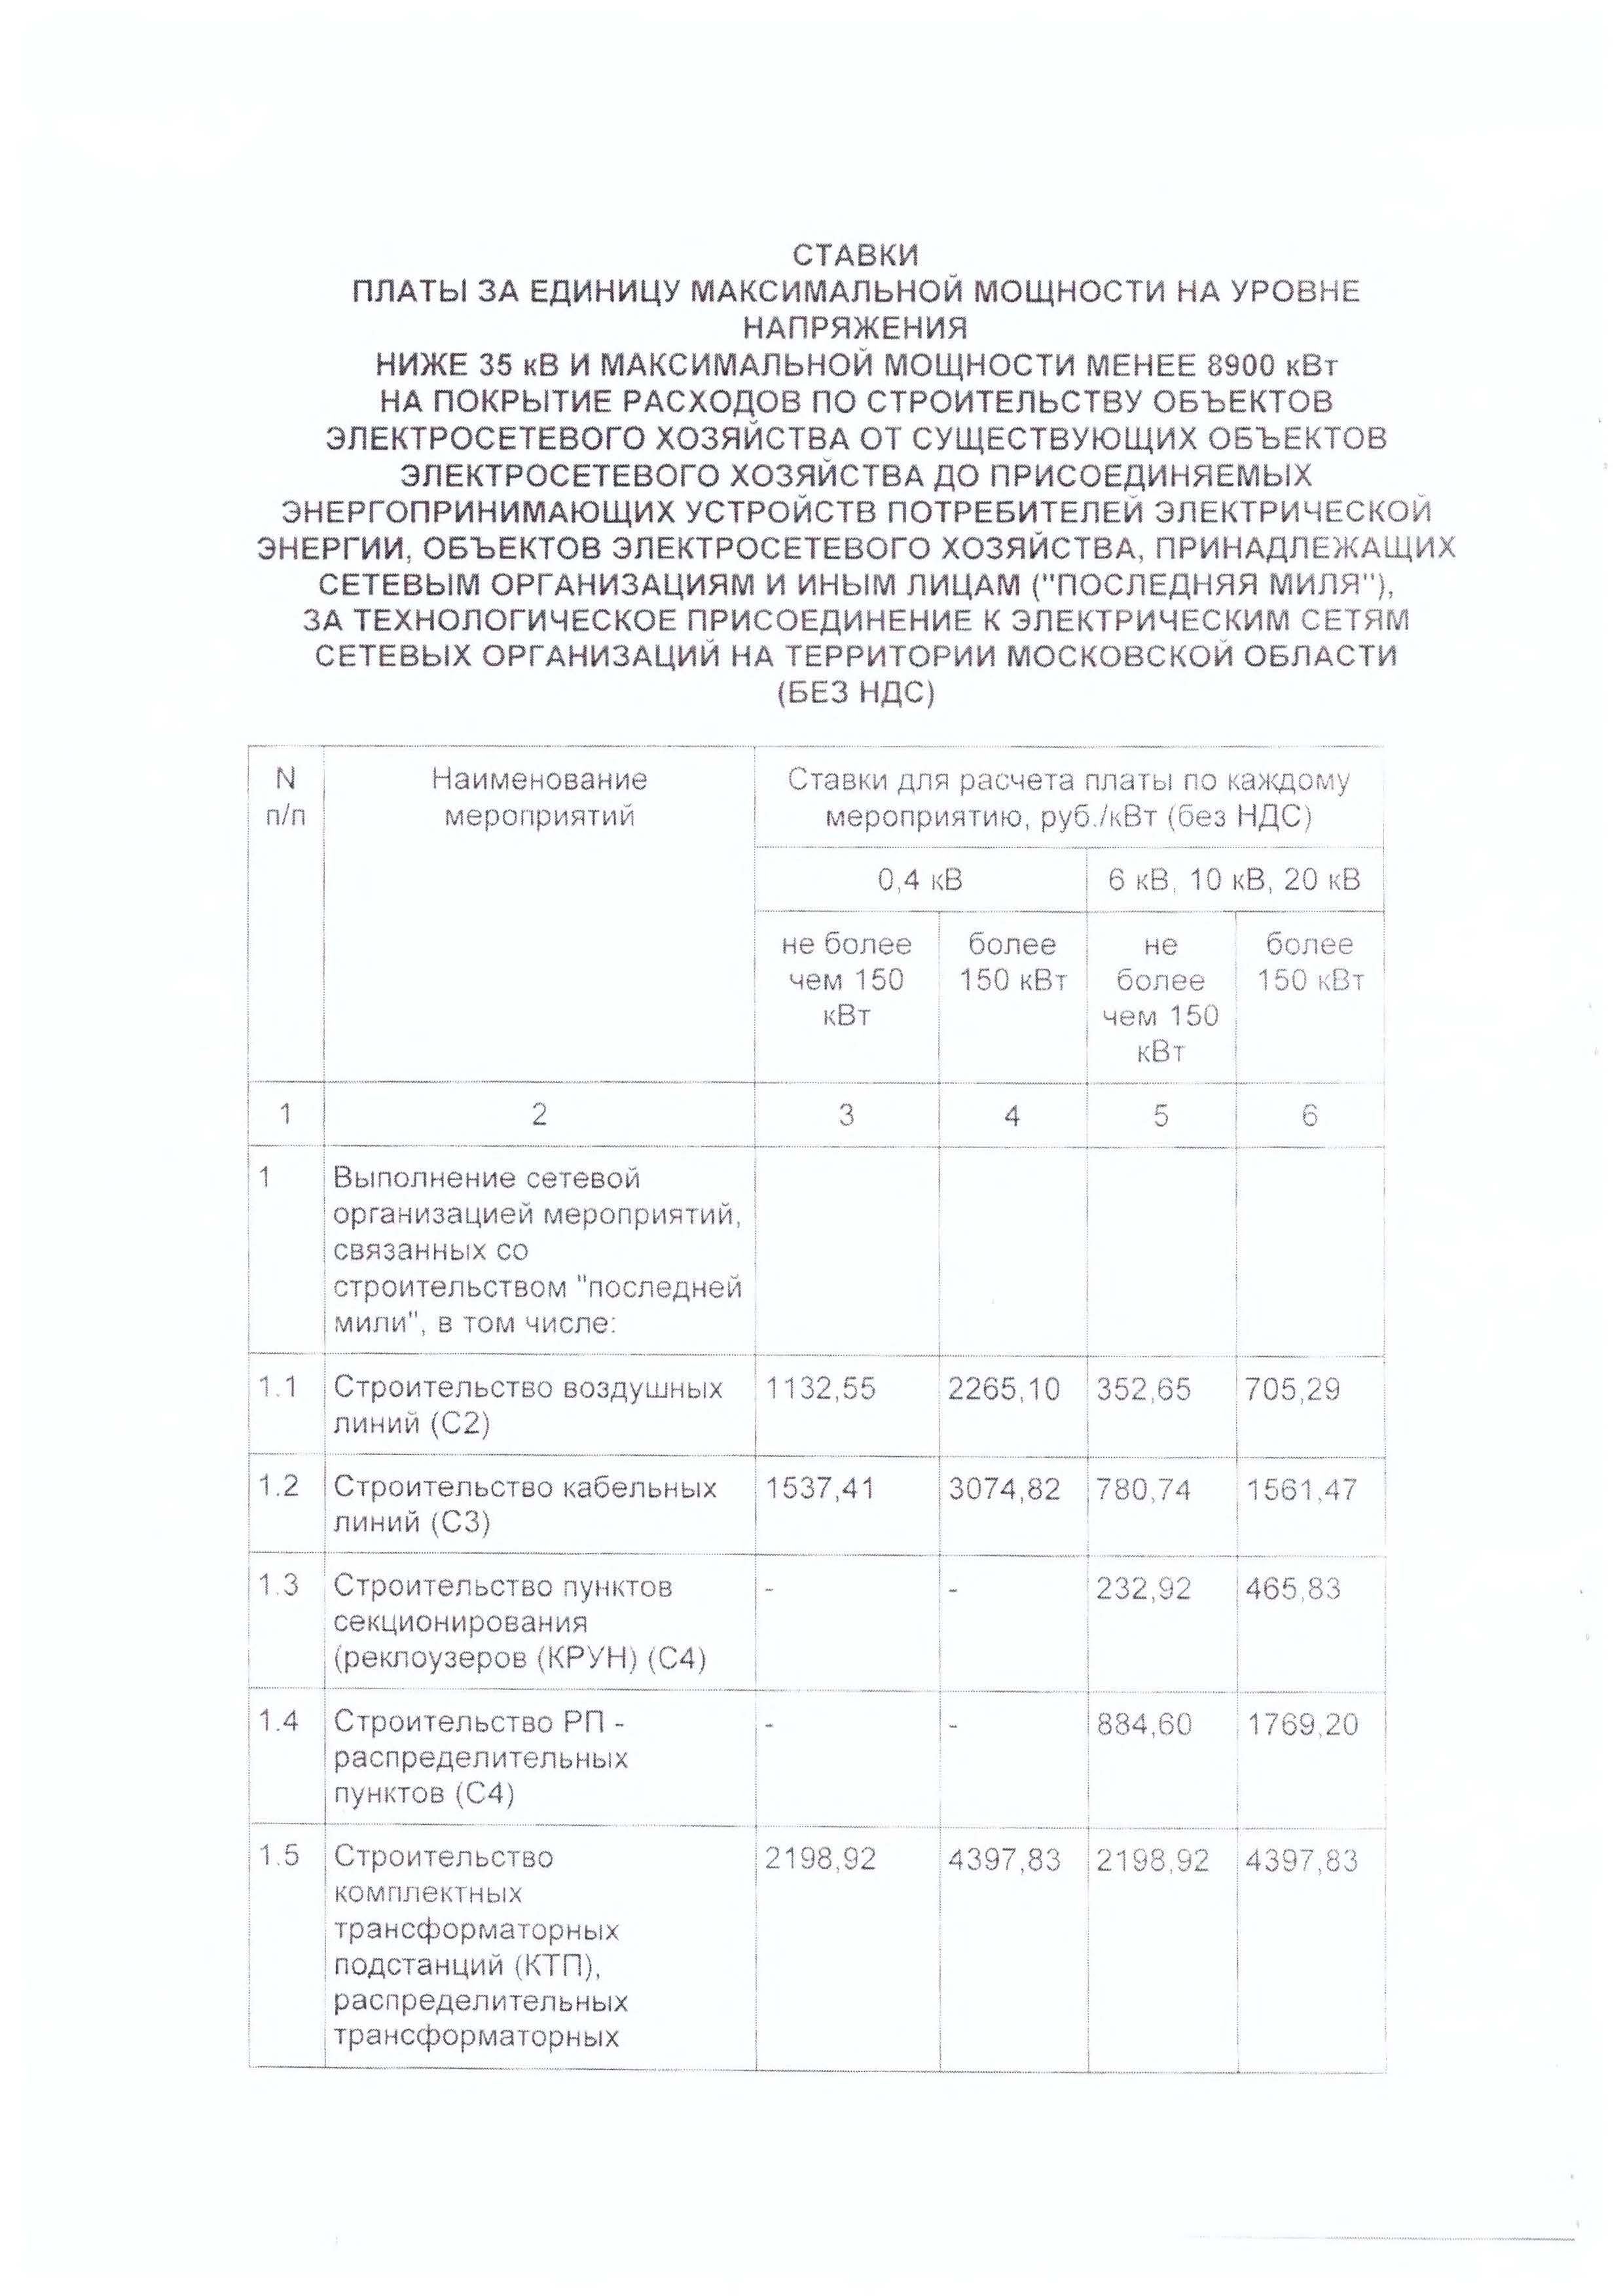 СТАВКИ
ПЛАТЫ ЗА ЕДИНИЦУ МАКСИМАЛЬНОЙ МОЩНОСТИ НА УРОВНЕ
НАПРЯЖЕНИЯ
НИЖЕ 35 кВ И МАКСИМАЛЬНОЙ МОЩНОСТИ МЕНЕЕ 8900 кВт
НА ПОКРЫТИЕ РАСХОДОВ ПО СТРОИТЕЛЬСТВУ ОБЪЕКТОВ
ЭЛЕКТРОСЕТЕВОГО ХОЗЯЙСТВА ОТ СУЩЕСТВУЮЩИХ ОБЪЕКТОВ
ЭЛЕКТРОСЕТЕВОГО ХОЗЯЙСТВА ДО ПРИСОЕДИНЯЕМЫХ
ЭНЕРГОПРИНИМАЮЩИХ УСТРОЙСТВ ПОТРЕБИТЕЛЕЙ ЭЛЕКТРИЧЕСКОЙ
ЭНЕРГИИ, ОБЪЕКТОВ ЭЛЕКТРОСЕТЕВОГО ХОЗЯЙСТВА, ПРИНАДЛЕЖАЩИХ
СЕТЕВЫМ ОРГАНИЗАЦИЯМ И ИНЫМ ЛИЦАМ ("ПОСЛЕДНЯЯ МИЛЯ"),
ЗА ТЕХНОЛОГИЧЕСКОЕ ПРИСОЕДИНЕНИЕ К ЭЛЕКТРИЧЕСКИМ СЕТЯМ
СЕТЕВЫХ ОРГАНИЗАЦИЙ НА ТЕРРИТОРИИ МОСКОВСКОЙ ОБЛАСТИ
(БЕЗ НДС)
N Наименование Ставки для расчета платы по каждому
п/п мероприятий мероприятию, руб./кВт (без НДС)
0,4 кВ 6 кВ, 10 кВ, 20 кВ
не более более не более
чем 150 150 кВт более 150 кВт
кВт чем 150
кВт
1 2 3 4 5 6
1 Выполнение сетевой
организацией мероприятий,
связанных со
строительством "последней
мили", в том числе:
1.1 Строительство воздушных 1132,55 2265,10 352,65 705,29
линий (С2)
1.2 Строительство кабельных 1537,41 3074,82 780,74 1561,47
линий (С3)
1.3 Строительство пунктов - - 232,92 465,83
секционирования
(реклоузеров (КРУН) (С4)
1.4 Строительство РП - - - 884,60 1769,20
распределительных
пунктов (С4)
1.5 Строительство 2198,92 4397,83 2198,92 4397,83
комплектных
трансформаторных
подстанций (КТП),
распределительных
трансформаторных